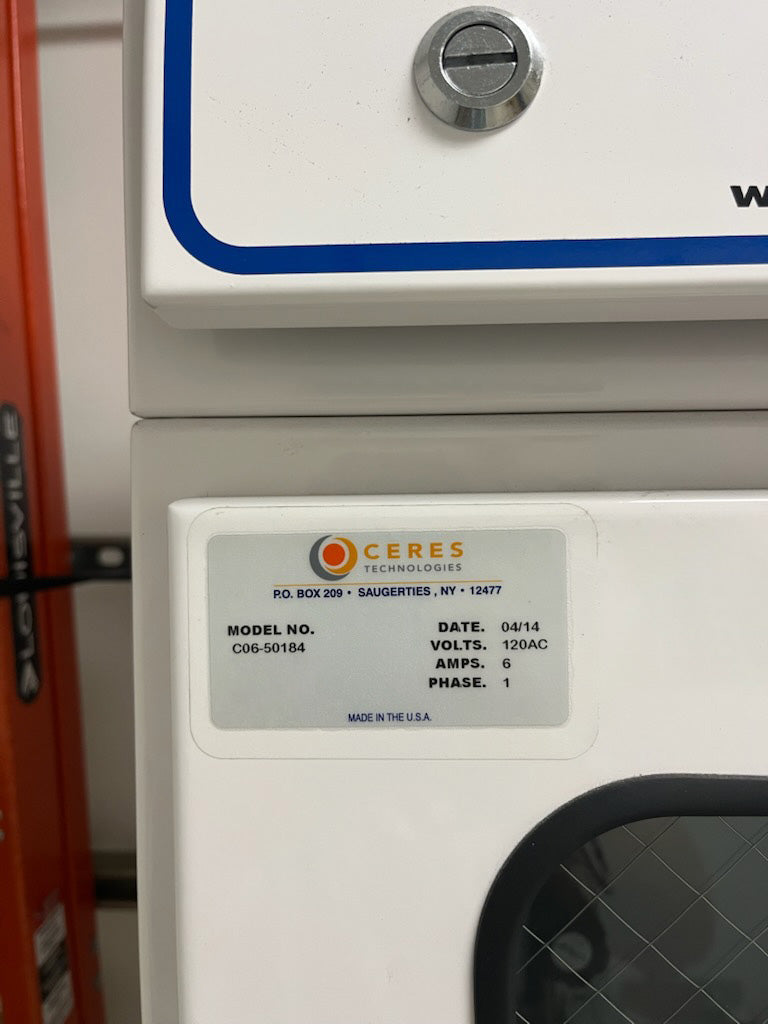 W
CERES
TECHNOLOGIES
P.O. BOX 209 • SAUGERTIES , NY • 12477
MODEL NO.
C06-50184
DATE. 04/14
VOLTS. 120AC
AMPS. 6
PHASE. 1
MADE IN THE U.S.A.
LOUISVILLE